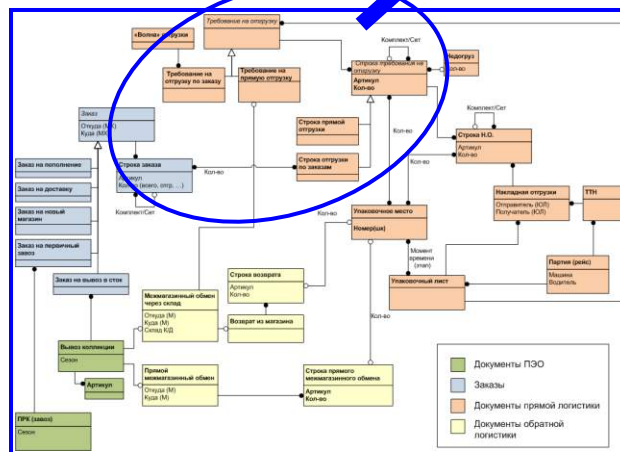 Требование на отгрузку
«Волна» отгрузки
Требование на
отгрузку по заказу
Требование на
прямую отгрузку
Комплект/Сет
Строка требования на
отгрузку
Артикул
Кол-во
Недогруз
Кол-во
Комплект/Сет
Строка Н.О.
Артикул
Кол-во
Кол-во
Кол-во
Заказ
Откуда (МХ)
Куда (МХ)
Строка прямой
отгрузки
Заказ на пополнение
Заказ на доставку
Заказ на новый
магазин
Заказ на первичный
завоз
Заказ на вывоз в сток
Строка заказа
Артикул
Кол-во (всего, отгр. . .)
Комплект/Сет
Кол-во
Строка отгрузки
по заказам
Накладная отгрузки
Отправитель (ЮЛ)
Получатель (ЮЛ)
ТТН
Кол-во
Упаковочное место
Номер(шк)
Момент
времени
(этап)
Партия (рейс)
Машина
Водитель
Упаковочный лист
Строка возврата
Артикул
Кол-во
Межмагазинный обмен
через склад
Откуда (М)
Куда (М)
Склад К/Д
Возврат из магазина
Кол-во
Вывоз коллекции
Сезон
Артикул
Прямой
межмагазинный обмен
Откуда (М)
Куда (М)
Строка прямого
межмагазинного обмена
Артикул
Кол-во
ПРК (завоз)
Сезон
Документы ПЭО
Заказы
Документы прямой логистики
Документы обратной
логистики